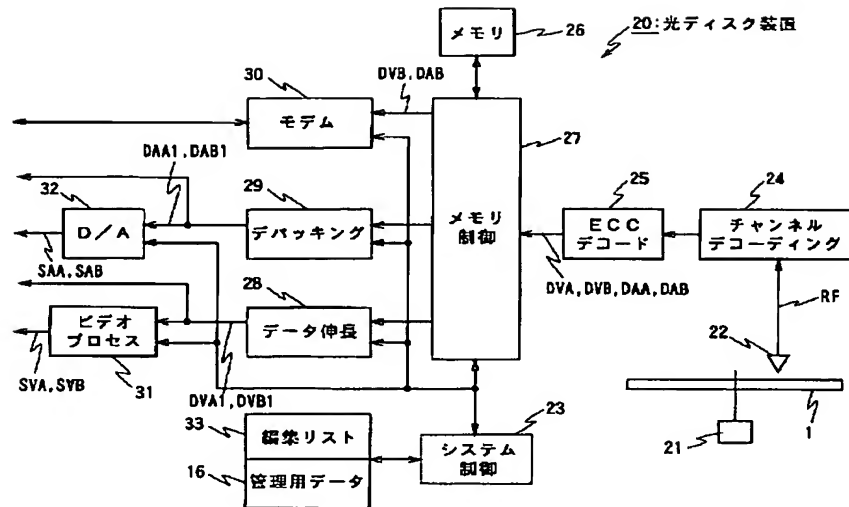 メモリ
26
20:光ディスク装置
30
DVB,DAB
モデム
27
DAA1,DAB1
32
29
25
24
D/A
デパッキング
メモリ
制御
ECC
デコード
チャンネル
デコーディング
SAA,SAB
28
DVA,DVB,DAA,DAB
RF
ビデオ
プロセス
データ伸長
22
SVA,SVB
31
DVA1,DVB1
23
1
33
編集リスト
システム
制御
21
16
管理用データ